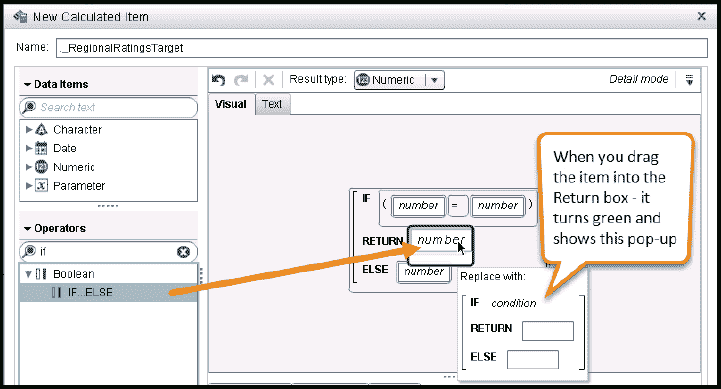 New Calculated Item
Name: ._RegionalRatingsTarget
Data Items
Search text
Character
Date
Numeric
Parameter
Operators
if
Boolean
IF...ELSE
Result type: 123 Numeric
Detail mode
Visual Text
IF ( number = number )
RETURN number
ELSE number
Replace with:
IF condition
RETURN
ELSE
When you drag
the item into the
Return box - it
turns green and
shows this pop-up